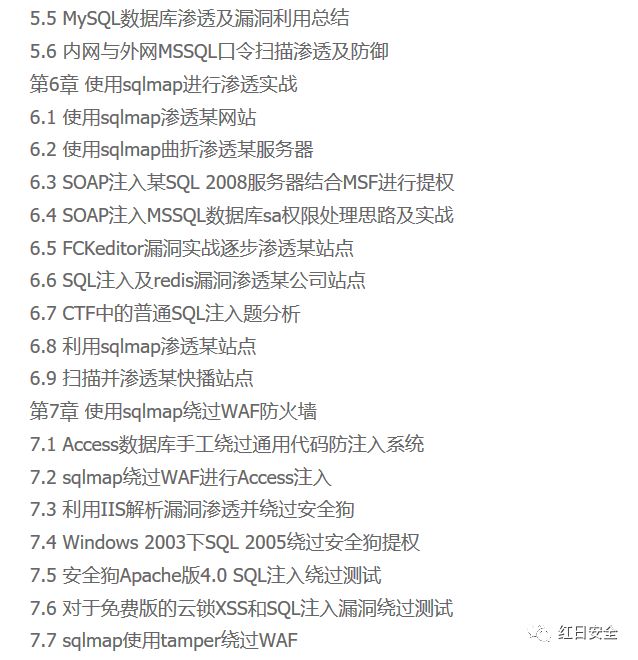 5.5 MySQL数据库渗透及漏洞利用总结
5.6 内网与外网MSSQL口令扫描渗透及防御
第6章 使用sqlmap进行渗透实战
6.1 使用sqlmap渗透某网站
6.2 使用sqlmap曲折渗透某服务器
6.3 SOAP注入某SQL 2008服务器结合MSF进行提权
6.4 SOAP注入MSSQL数据库sa权限处理思路及实战
6.5 FCKeditor漏洞实战逐步渗透某站点
6.6 SQL注入及redis漏洞渗透某公司站点
6.7 CTF中的普通SQL注入题分析
6.8 利用sqlmap渗透某站点
6.9 扫描并渗透某快播站点
第7章 使用sqlmap绕过WAF防火墙
7.1 Access数据库手工绕过通用代码防注入系统
7.2 sqlmap绕过WAF进行Access注入
7.3 利用IIS解析漏洞渗透并绕过安全狗
7.4 Windows 2003下SQL 2005绕过安全狗提权
7.5 安全狗Apache版4.0 SQL注入绕过测试
7.6 对于免费版的云锁XSS和SQL注入漏洞绕过测试
7.7 sqlmap使用tamper绕过WAF
红日安全